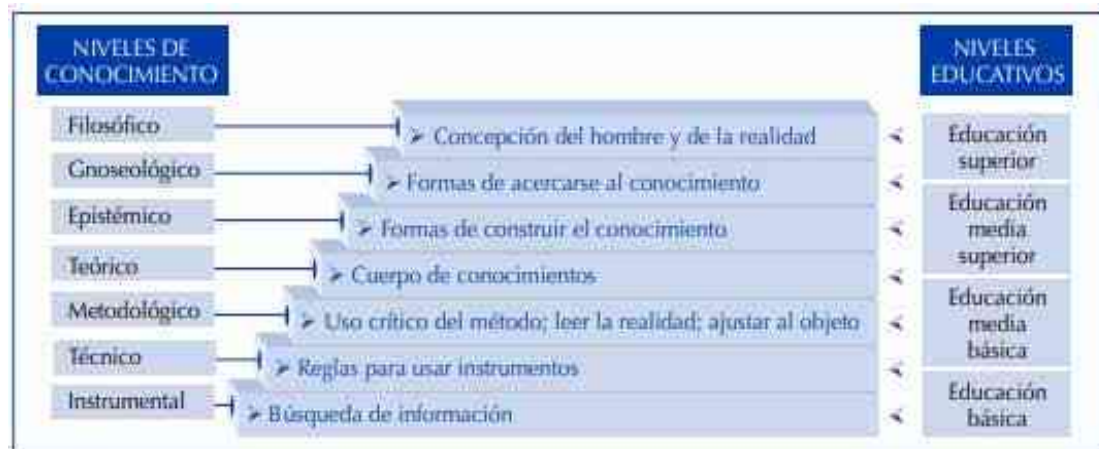 NIVELES DE
CONOCIMIENTO
Filosófico
Gnoseológico
Epistémico
Teórico
Metodológico
Técnico
Instrumental
➤ Concepción del hombre y de la realidad
➤ Formas de acercarse al conocimiento
➤ Formas de construir el conocimiento
➤ Cuerpo de conocimientos
➤ Uso crítico del método; leer la realidad; ajustar al objeto
➤ Reglas para usar instrumentos
➤ Búsqueda de información
NIVELES
EDUCATIVOS
Educación
superior
Educación
media
superior
Educación
media
básica
Educación
básica